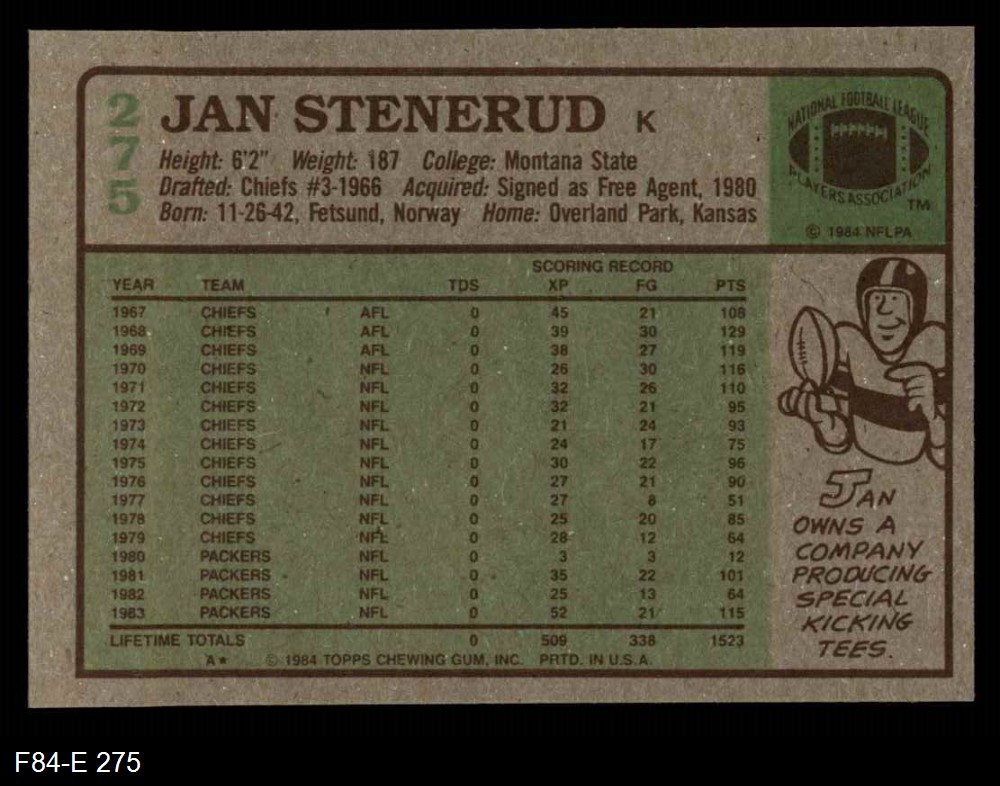 275
JAN STENERUD K
Height: 6'2" Weight: 187 College: Montana State
Drafted: Chiefs #3-1966 Acquired: Signed as Free Agent, 1980
Born: 11-26-42, Fetsund, Norway Home: Overland Park, Kansas
NATIONAL FOOTBALL LEAGUE
PLAYERS ASSOCIATION
TM
© 1984 NFLPA
SCORING RECORD
YEAR TEAM TDS XP FG PTS
1967 CHIEFS AFL 0 45 21 108
1968 CHIEFS AFL 0 39 30 129
1969 CHIEFS AFL 0 38 27 119
1970 CHIEFS NFL 0 26 30 116
1971 CHIEFS NFL 0 32 26 110
1972 CHIEFS NFL 0 32 21 95
1973 CHIEFS NFL 0 21 24 93
1974 CHIEFS NFL 0 24 17 75
1975 CHIEFS NFL 0 30 22 96
1976 CHIEFS NFL 0 27 21 90
1977 CHIEFS NFL 0 27 8 51
1978 CHIEFS NFL 0 25 20 85
1979 CHIEFS NFL 0 28 12 64
1980 PACKERS NFL 0 3 3 12
1981 PACKERS NFL 0 35 22 101
1982 PACKERS NFL 0 25 13 64
1983 PACKERS NFL 0 52 21 115
LIFETIME TOTALS 0 509 338 1523
A★ © 1984 TOPPS CHEWING GUM, INC. PRTD. IN U.S.A.
JAN
OWNS A
COMPANY
PRODUCING
SPECIAL
KICKING
TEES.
F84-E 275